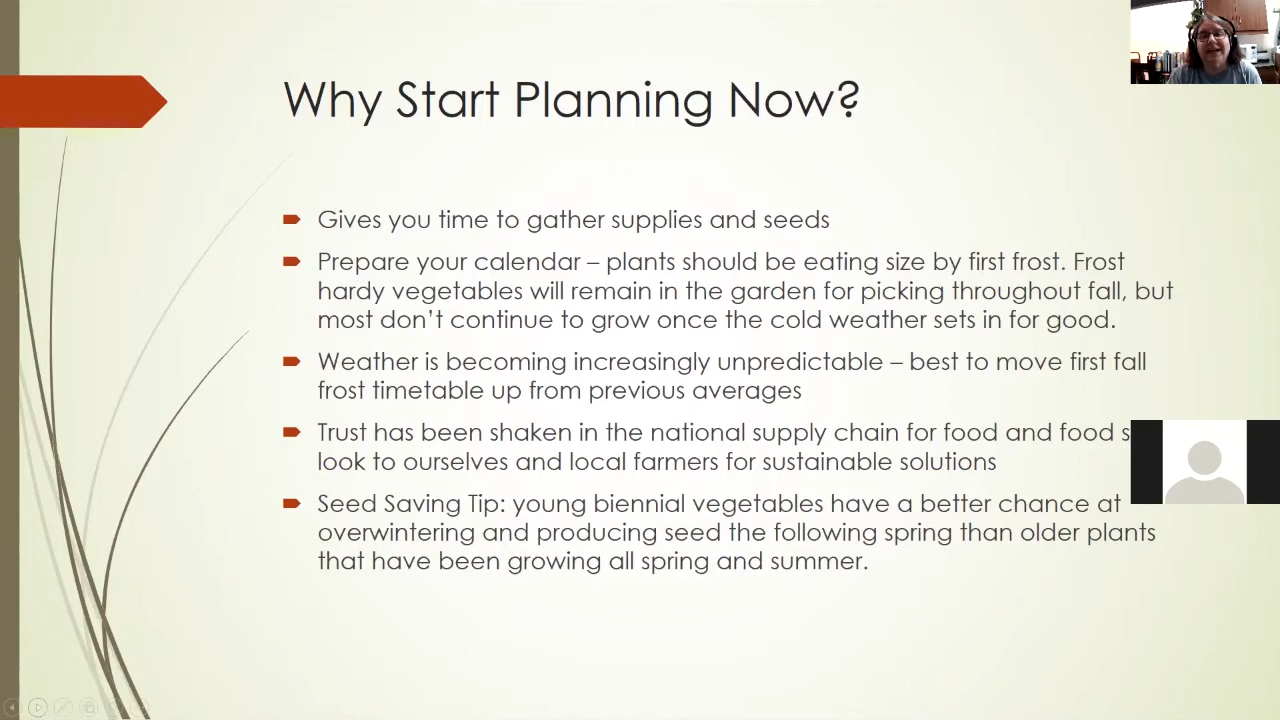 Why Start Planning Now?
Gives you time to gather supplies and seeds
Prepare your calendar – plants should be eating size by first frost. Frost
hardy vegetables will remain in the garden for picking throughout fall, but
most don’t continue to grow once the cold weather sets in for good.
Weather is becoming increasingly unpredictable – best to move first fall
frost timetable up from previous averages
Trust has been shaken in the national supply chain for food and food
look to ourselves and local farmers for sustainable solutions
Seed Saving Tip: young biennial vegetables have a better chance at
overwintering and producing seed the following spring than older plants
that have been growing all spring and summer.